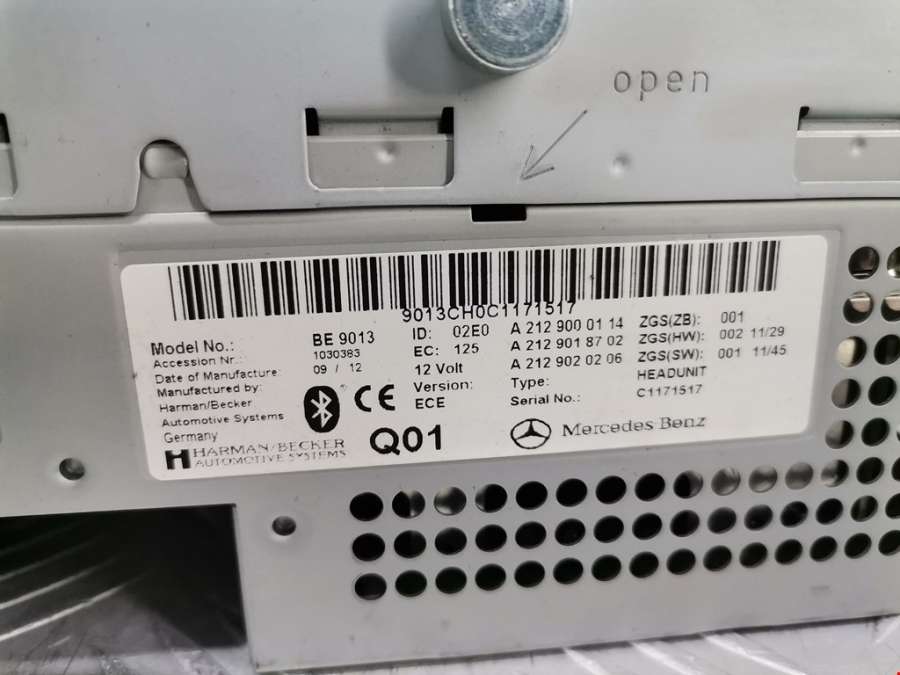 open
9013CH0C1171517
Model No.: BE 9013 ID: 02E0 A 212 900 01 14 ZGS(ZB): 001
Accession Nr.: 1030383 EC: 125 A 212 901 87 02 ZGS(HW): 002 11/29
Date of Manufacture: 09 / 12 12 Volt A 212 902 02 06 ZGS(SW): 001 11/45
Manufactured by: Version: Type: HEADUNIT
Harman/Becker CE ECE Serial No.: C1171517
Automotive Systems
Germany Q01 Mercedes Benz
HARMAN/BECKER
AUTOMOTIVE SYSTEMS